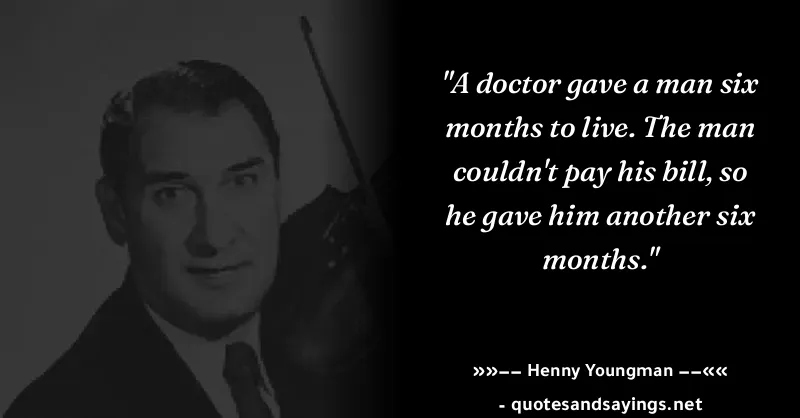 "A doctor gave a man six
months to live. The man
couldn't pay his bill, so
he gave him another six
months."
»»−− Henny Youngman −−««
- quotesandsayings.net